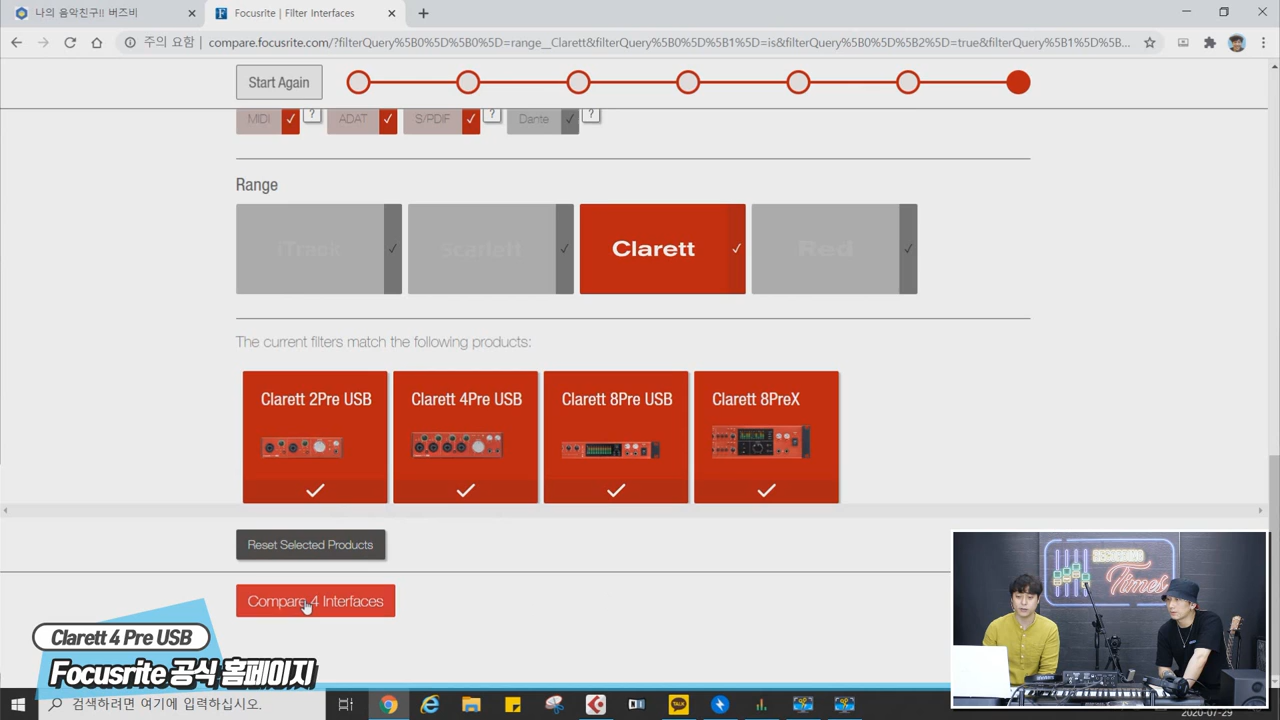 나의 음악친구!! 버즈비
Focusrite | Filter Interfaces
주의 요함
compare.focusrite.com/?filterQuery%5B0%5D%5B0%5D=range__Clarett&filterQuery%5B0%5D%5B1%5D=is&filterQuery%5B0%5D%5B2%5D=true&filterQuery%5B1%5D%5B...
Start Again
MIDI ? ADAT S/PDIF ? Dante ?
Range
iTrack Scarlett Clarett Red
The current filters match the following products:
Clarett 2Pre USB Clarett 4Pre USB Clarett 8Pre USB Clarett 8PreX
Reset Selected Products
Compare 4 Interfaces
Times
Clarett 4 Pre USB
Focusrite 공식 홈페이지
검색하려면 여기에 입력하십시오.
TALK
2020-07-29